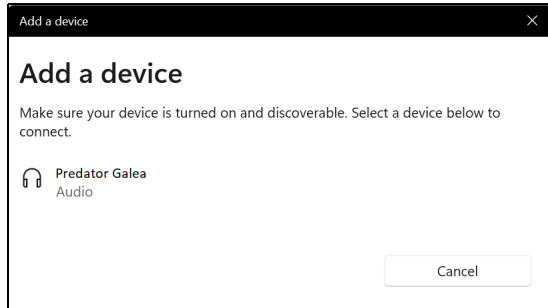 Add a device
Add a device
Make sure your device is turned on and discoverable. Select a device below to
connect.
Predator Galea
Audio
Cancel